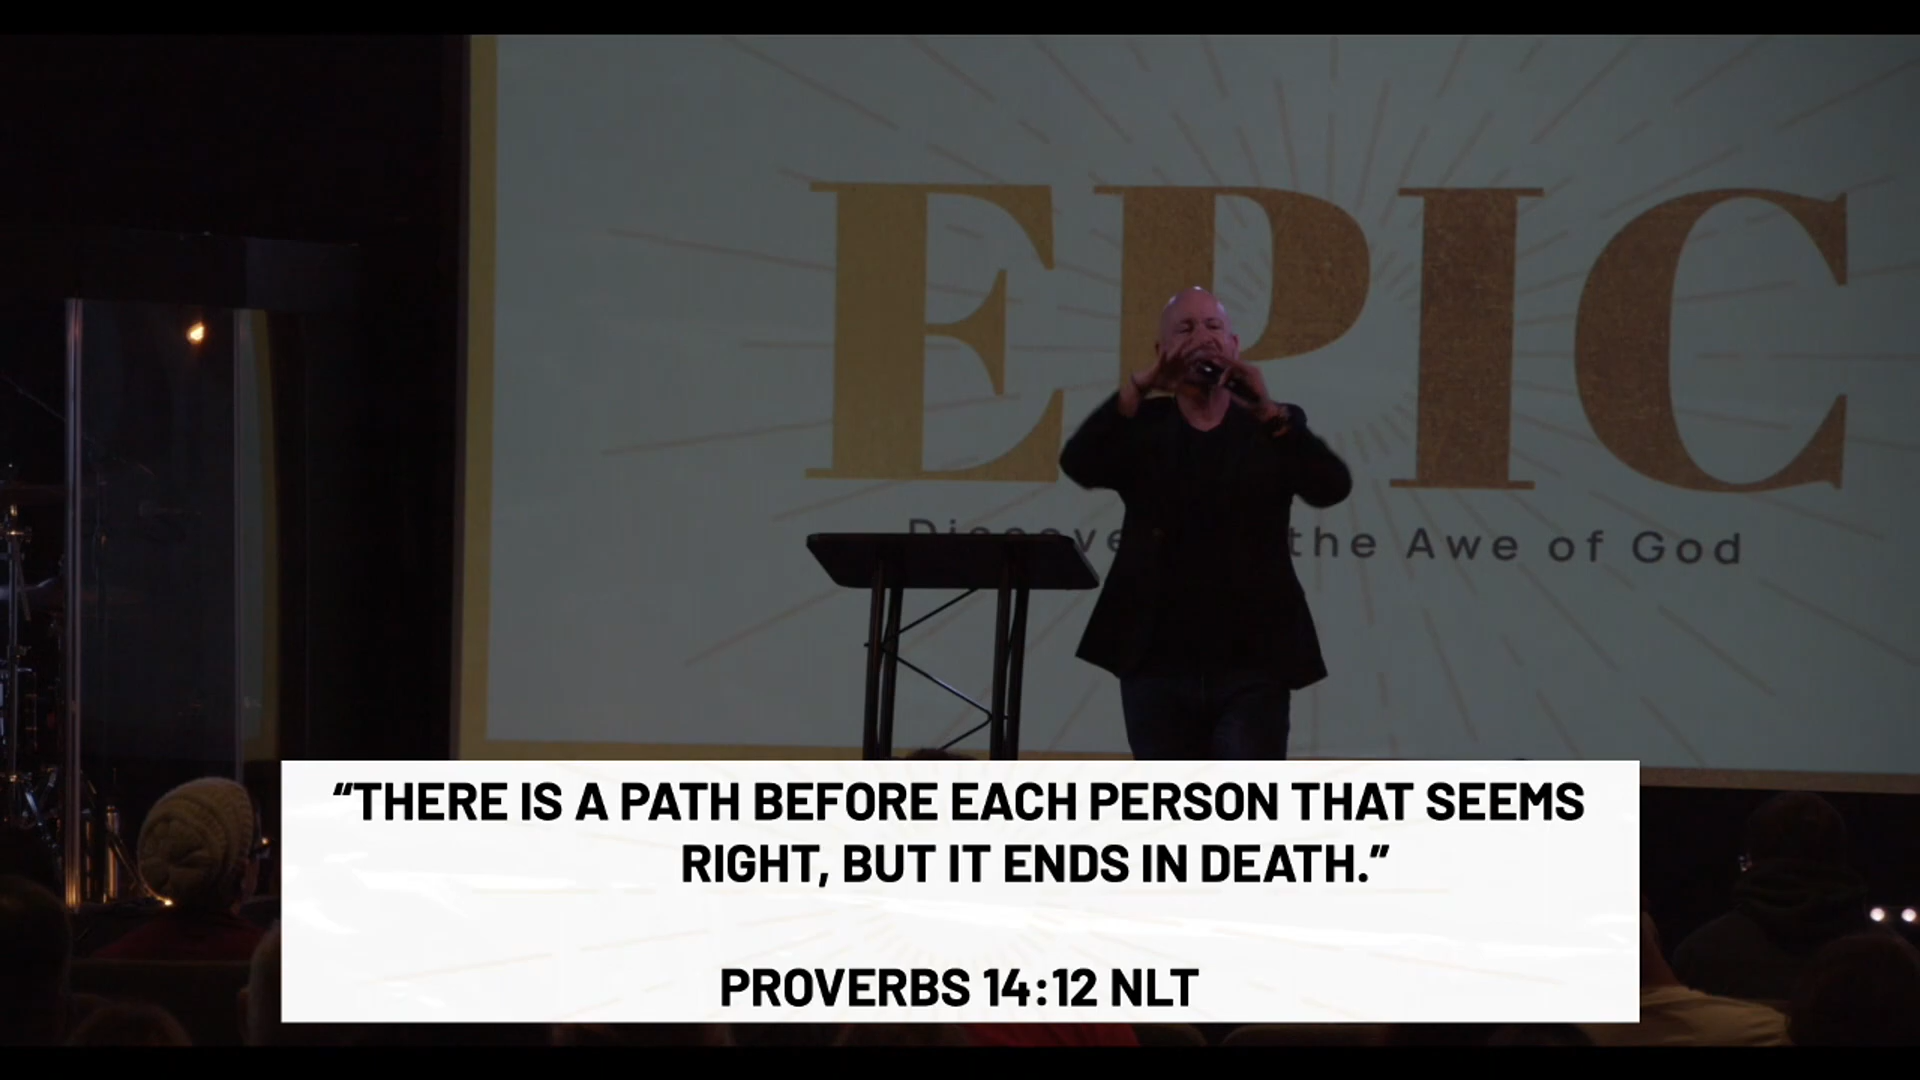 EPIC
the Awe of God
“THERE IS A PATH BEFORE EACH PERSON THAT SEEMS
RIGHT, BUT IT ENDS IN DEATH.”
PROVERBS 14:12 NLT